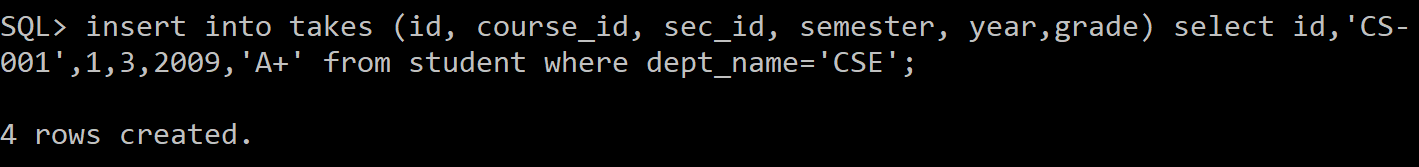 SQL> insert into takes (id, course_id, sec_id, semester, year,grade) select id,'CS-
001',1,3,2009,'A+' from student where dept_name='CSE';
4 rows created.